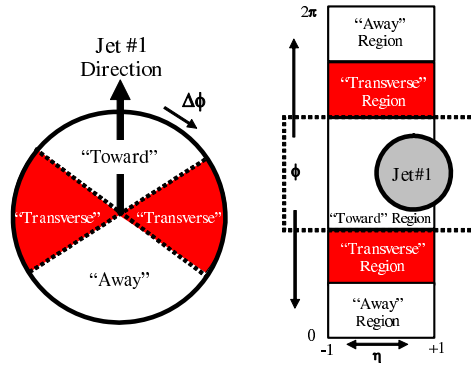 Jet #1
Direction
Δϕ
“Toward”
“Transverse”
“Transverse”
“Away”
2π
“Away”
Region
“Transverse”
Region
ϕ
Jet#1
“Toward” Region
“Transverse”
Region
“Away”
Region
0
-1
η
+1